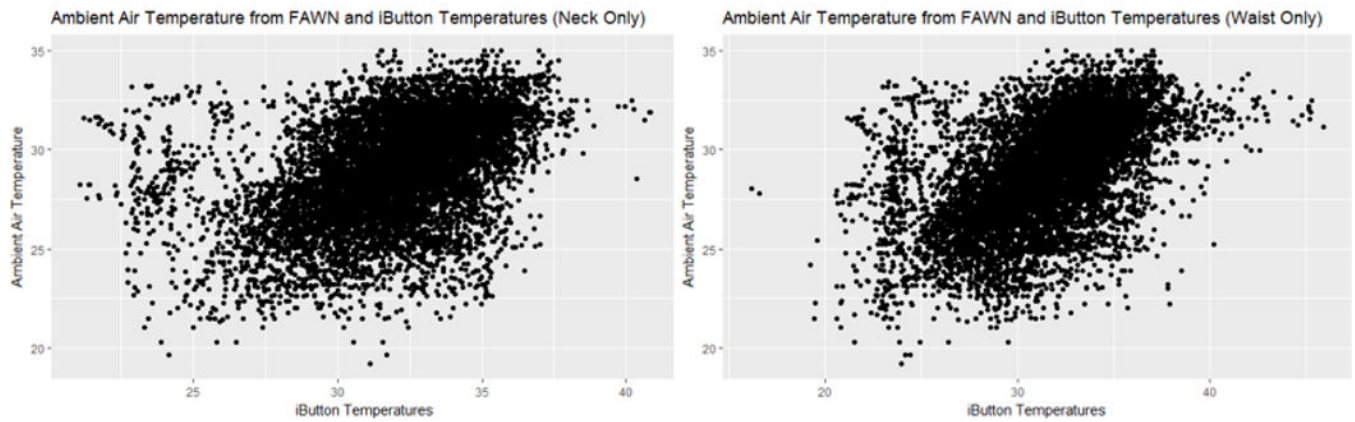 Ambient Air Temperature from FAWN and iButton Temperatures (Neck Only)
35
30
25
20
Ambient Air Temperature
25
30
35
40
iButton Temperatures
Ambient Air Temperature from FAWN and iButton Temperatures (Waist Only)
35
30
25
20
Ambient Air Temperature
20
30
40
iButton Temperatures